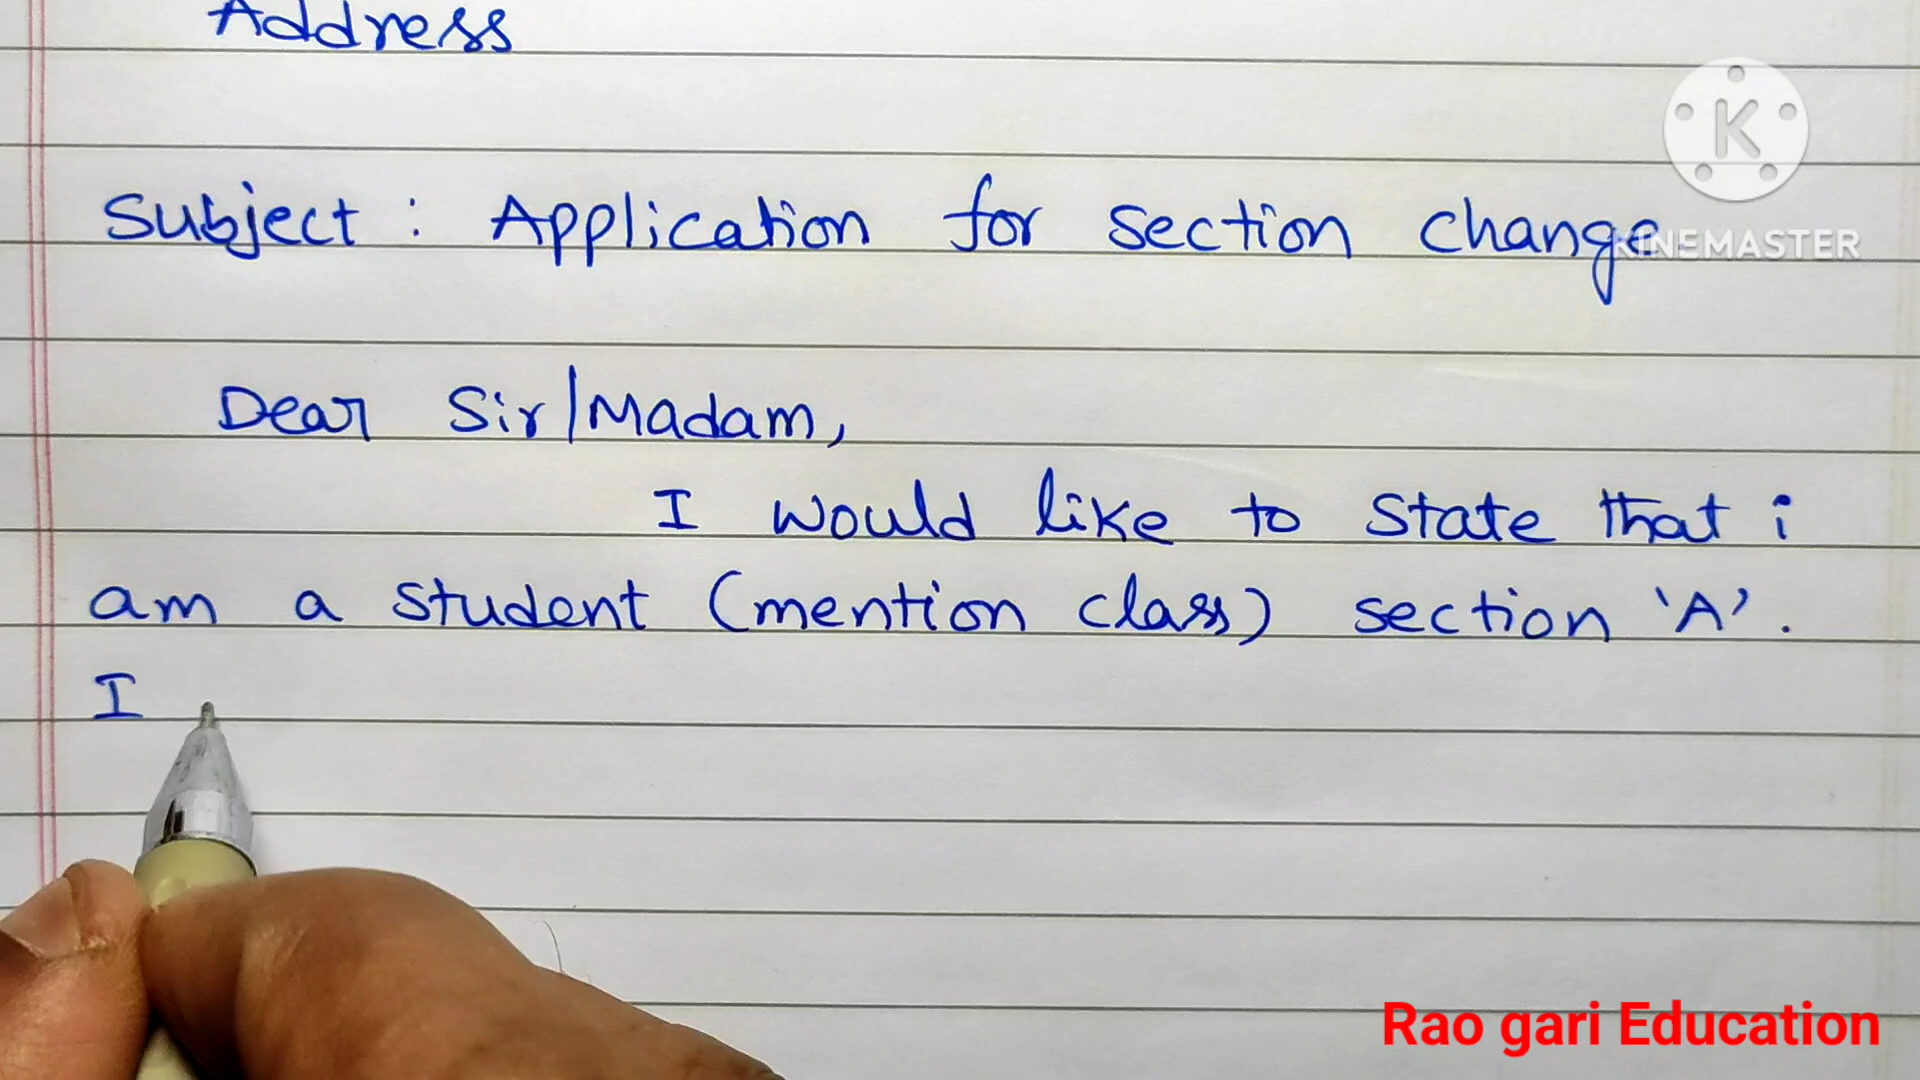 Address
K
Subject : Application for section change.
KINEMASTER
Dear Sir/Madam,
I would like to state that i
am a student (mention class) section 'A'.
I
Rao gari Education